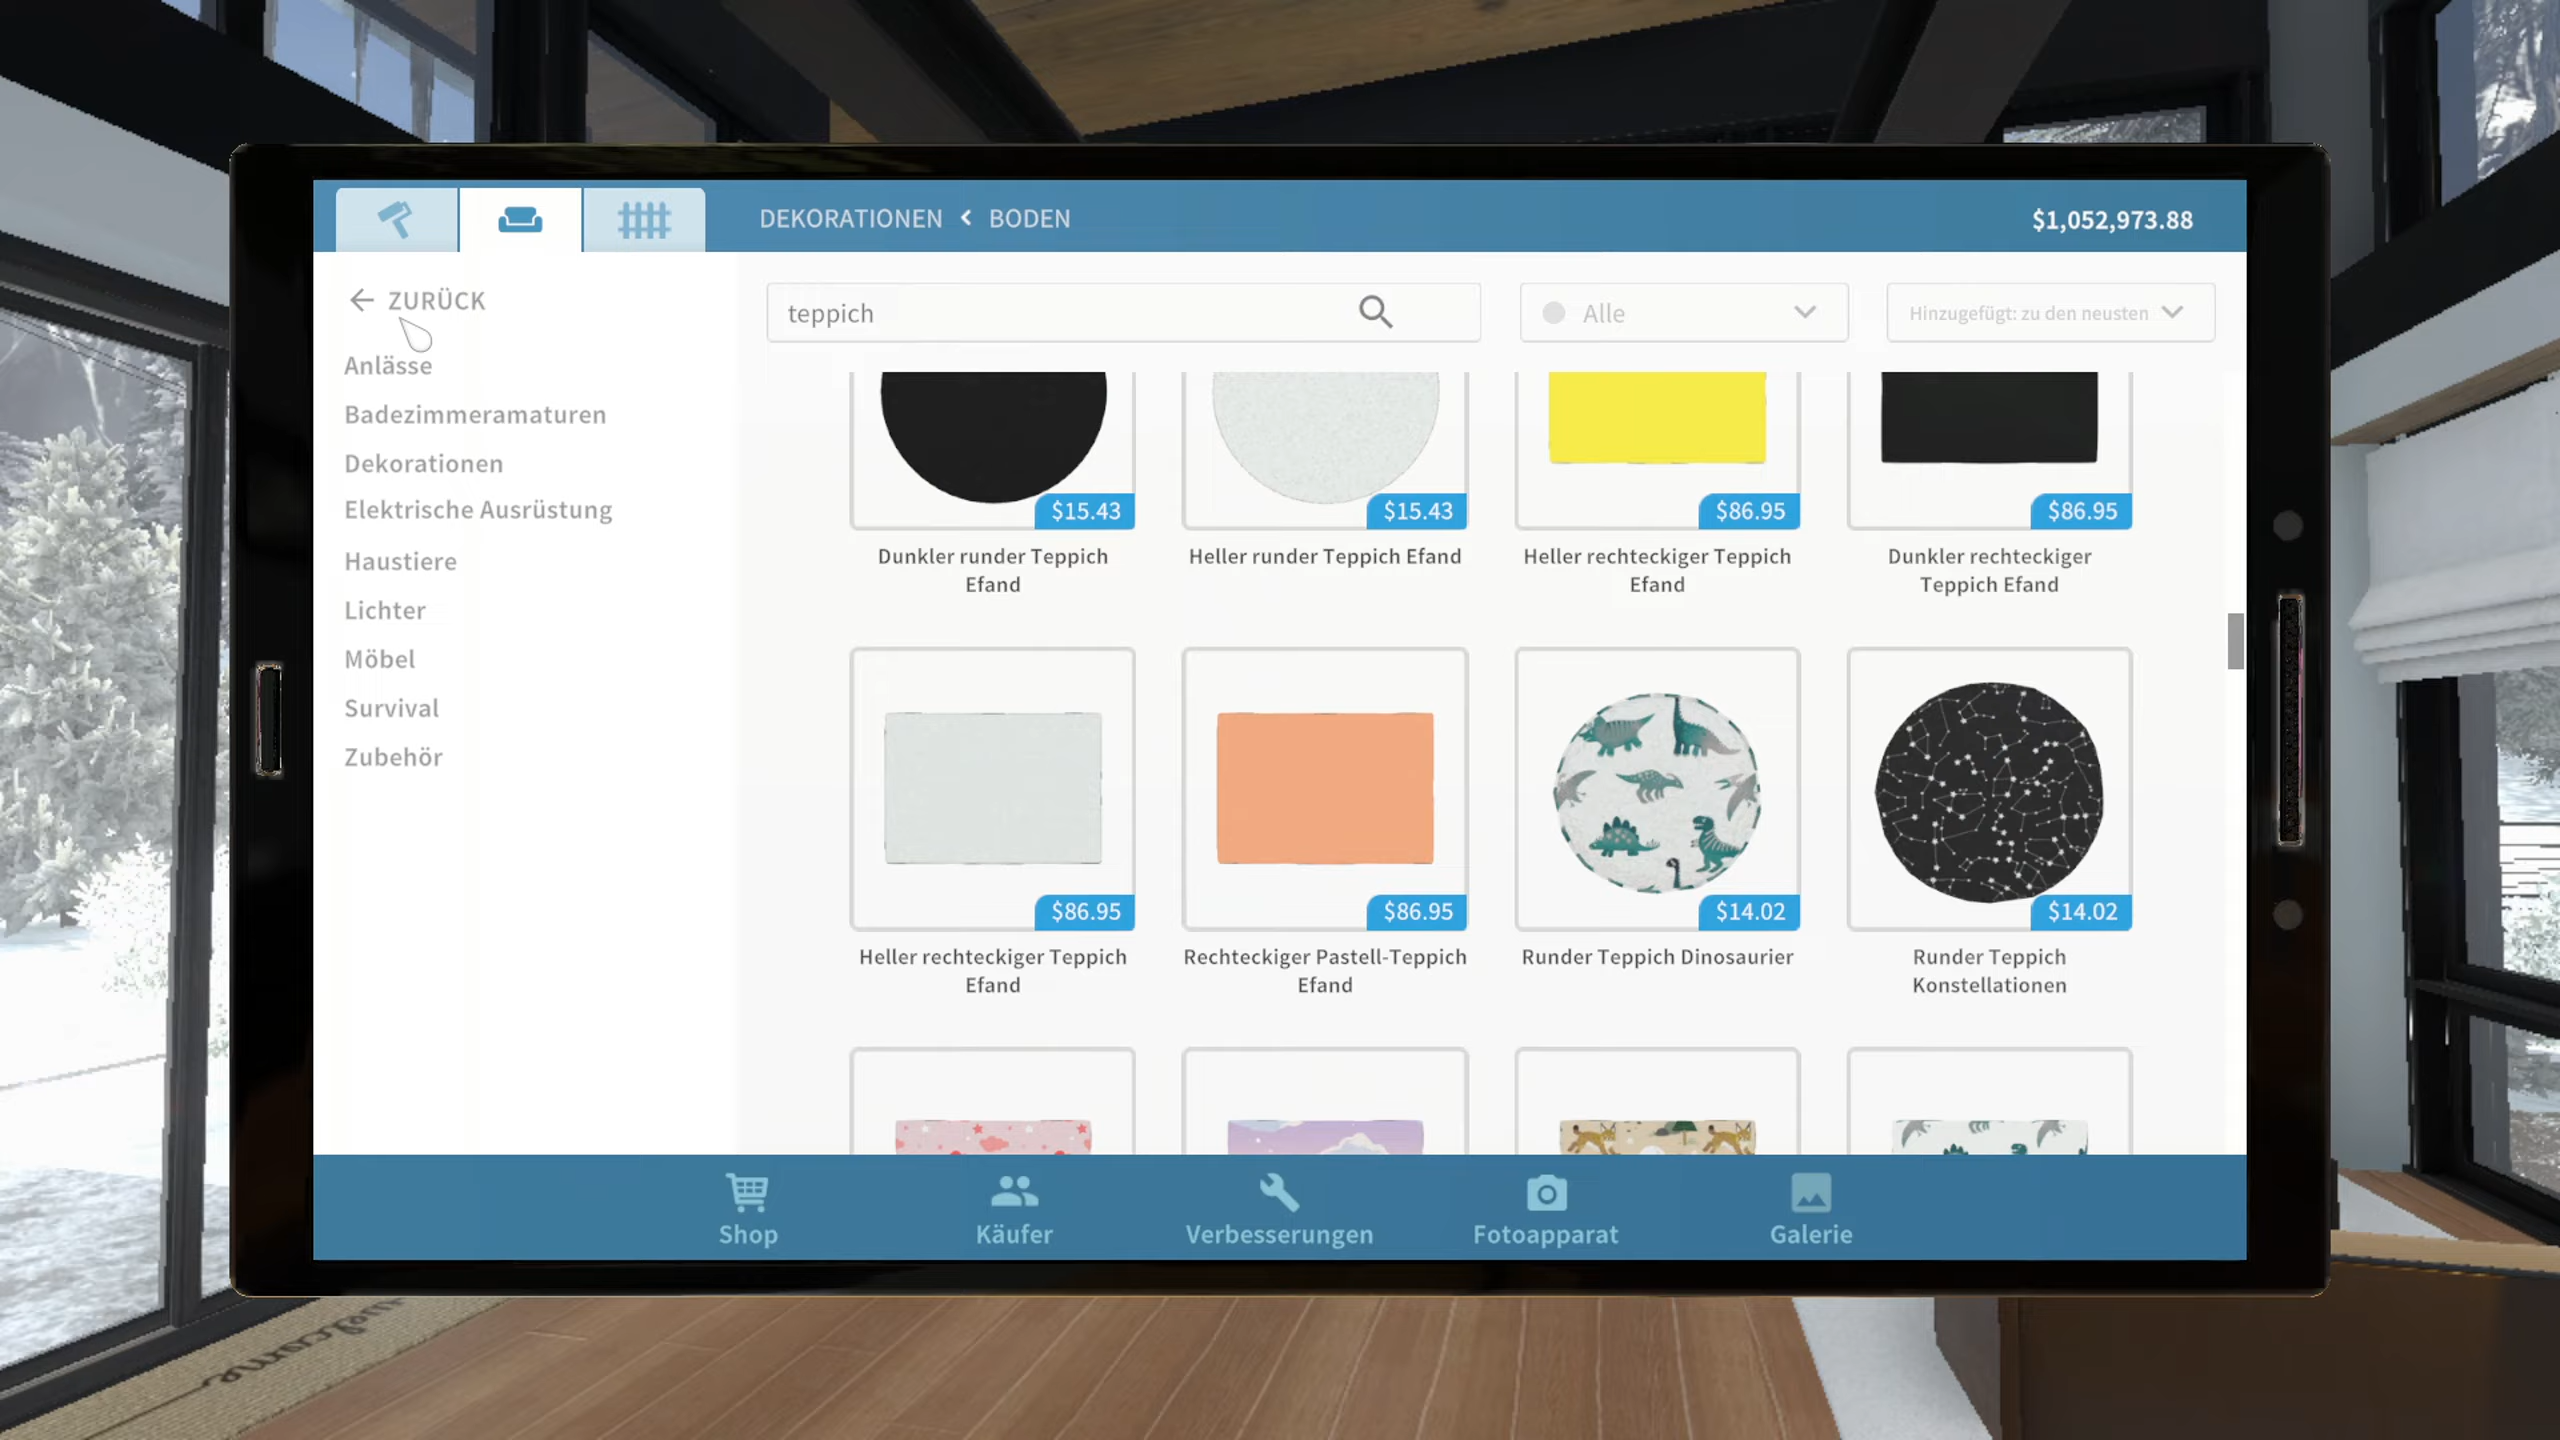 DEKORATIONEN < BODEN
$1,052,973.88
ZURÜCK
teppich
Alle
Hinzugefügt: zu den neusten
Anlässe
Badezimmeramaturen
Dekorationen
Elektrische Ausrüstung
Haustiere
Lichter
Möbel
Survival
Zubehör
$15.43
$15.43
$86.95
$86.95
Dunkler runder Teppich
Efand
Heller runder Teppich Efand
Heller rechteckiger Teppich
Efand
Dunkler rechteckiger
Teppich Efand
$86.95
$86.95
$14.02
$14.02
Heller rechteckiger Teppich
Efand
Rechteckiger Pastell-Teppich
Efand
Runder Teppich Dinosaurier
Runder Teppich
Konstellationen
Shop
Käufer
Verbesserungen
Fotoapparat
Galerie
welcome